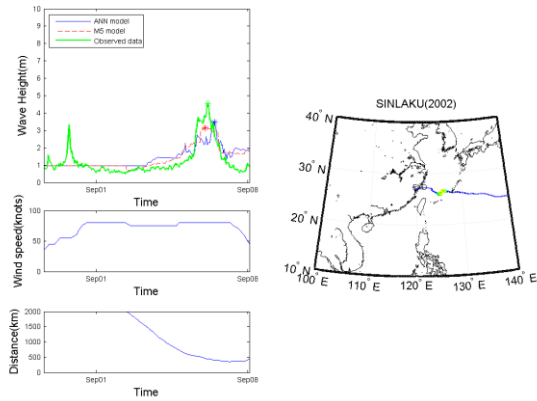 ANN model
M5 model
Observed data
Wave Height(m)
10
9
8
7
6
5
4
3
2
1
0
Sep01
Sep08
Time
Wind speed(Knots)
100
50
0
Sep01
Sep08
Time
Distance(km)
2000
1500
1000
500
0
Sep01
Sep08
Time
SINLAKU(2002)
40° N
30° N
20° N
10° N
110° E
120° E
130° E
140° E